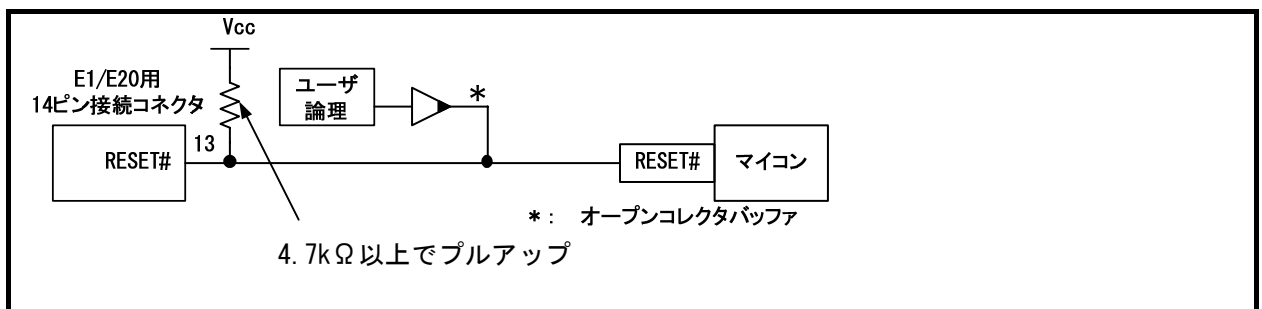 Vcc
E1/E20用
14ピン接続コネクタ
ユーザ
論理
*
RESET#
13
RESET#
マイコン
*: オープンコレクタバッファ
4.7kΩ以上でプルアップ